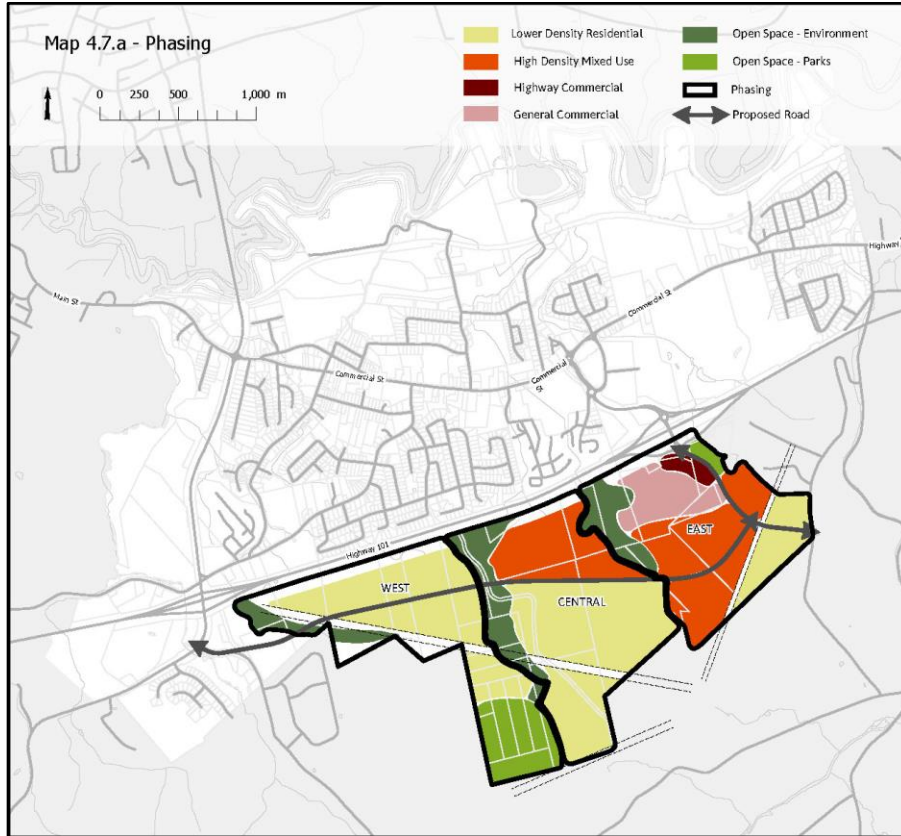 Map 4.7.a - Phasing
0 250 500 1,000 m
Lower Density Residential
High Density Mixed Use
Highway Commercial
General Commercial
Open Space - Environment
Open Space - Parks
Phasing
Proposed Road
Highway
Main St
Commercial St
Commercial St
Commercial
St
Highway 101
EAST
WEST
CENTRAL